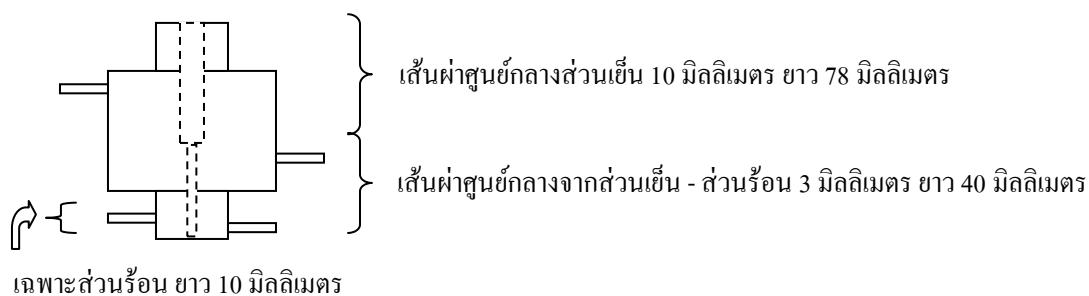 เส้นผ่าศูนย์กลางส่วนเย็น 10 มิลลิเมตร ยาว 78 มิลลิเมตร
เส้นผ่าศูนย์กลางจากส่วนเย็น - ส่วนร้อน 3 มิลลิเมตร ยาว 40 มิลลิเมตร
เฉพาะส่วนร้อน ยาว 10 มิลลิเมตร